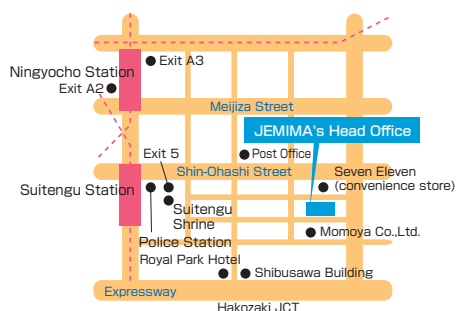 Exit A3
Ningyocho Station
Exit A2
Meijiza Street
JEMIMA's Head Office
Exit 5
Post Office
Shin-Ohashi Street
Seven Eleven
(convenience store)
Suitengu Station
Suitengu
Shrine
Momoya Co.,Ltd.
Police Station
Royal Park Hotel
Shibusawa Building
Expressway
Hakozaki JCT